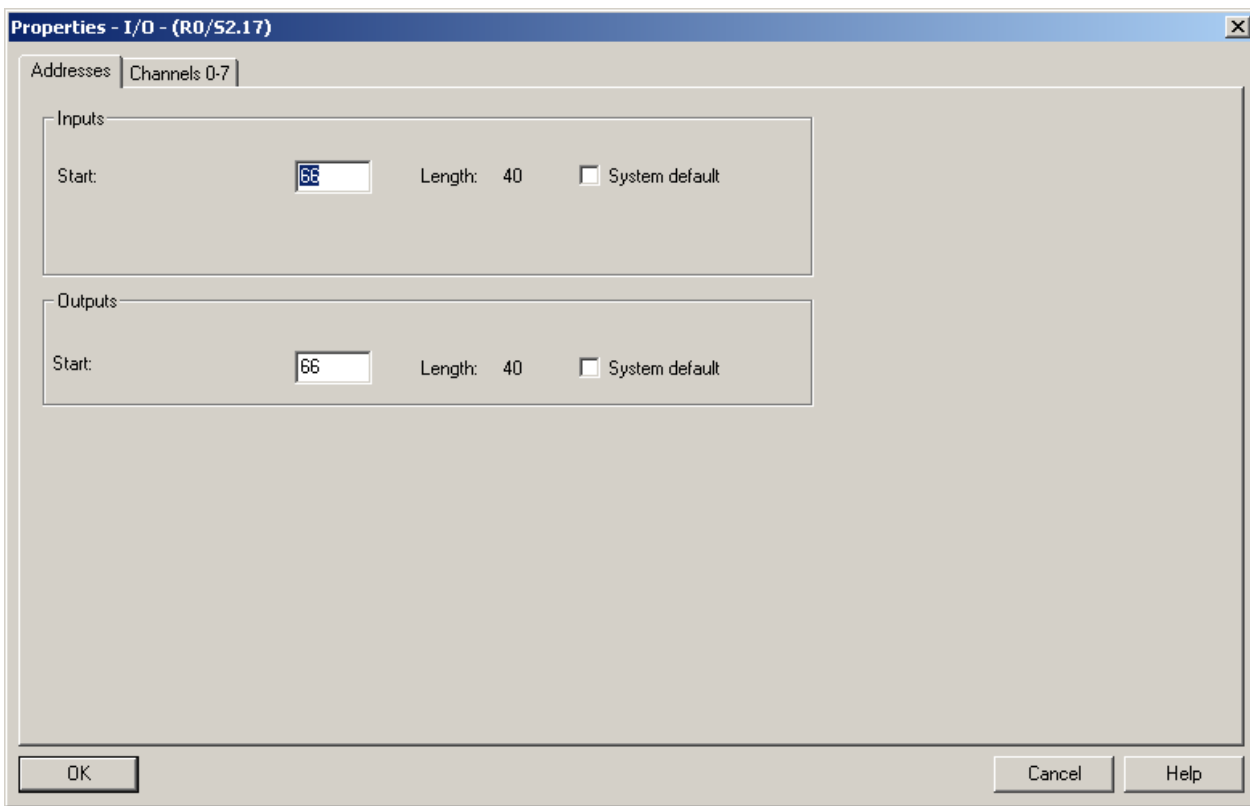 Properties - I/O - (R0/S2.17)
Addresses Channels 0-7
Inputs
Start: 66 Length: 40 System default
Outputs
Start: 66 Length: 40 System default
OK Cancel Help